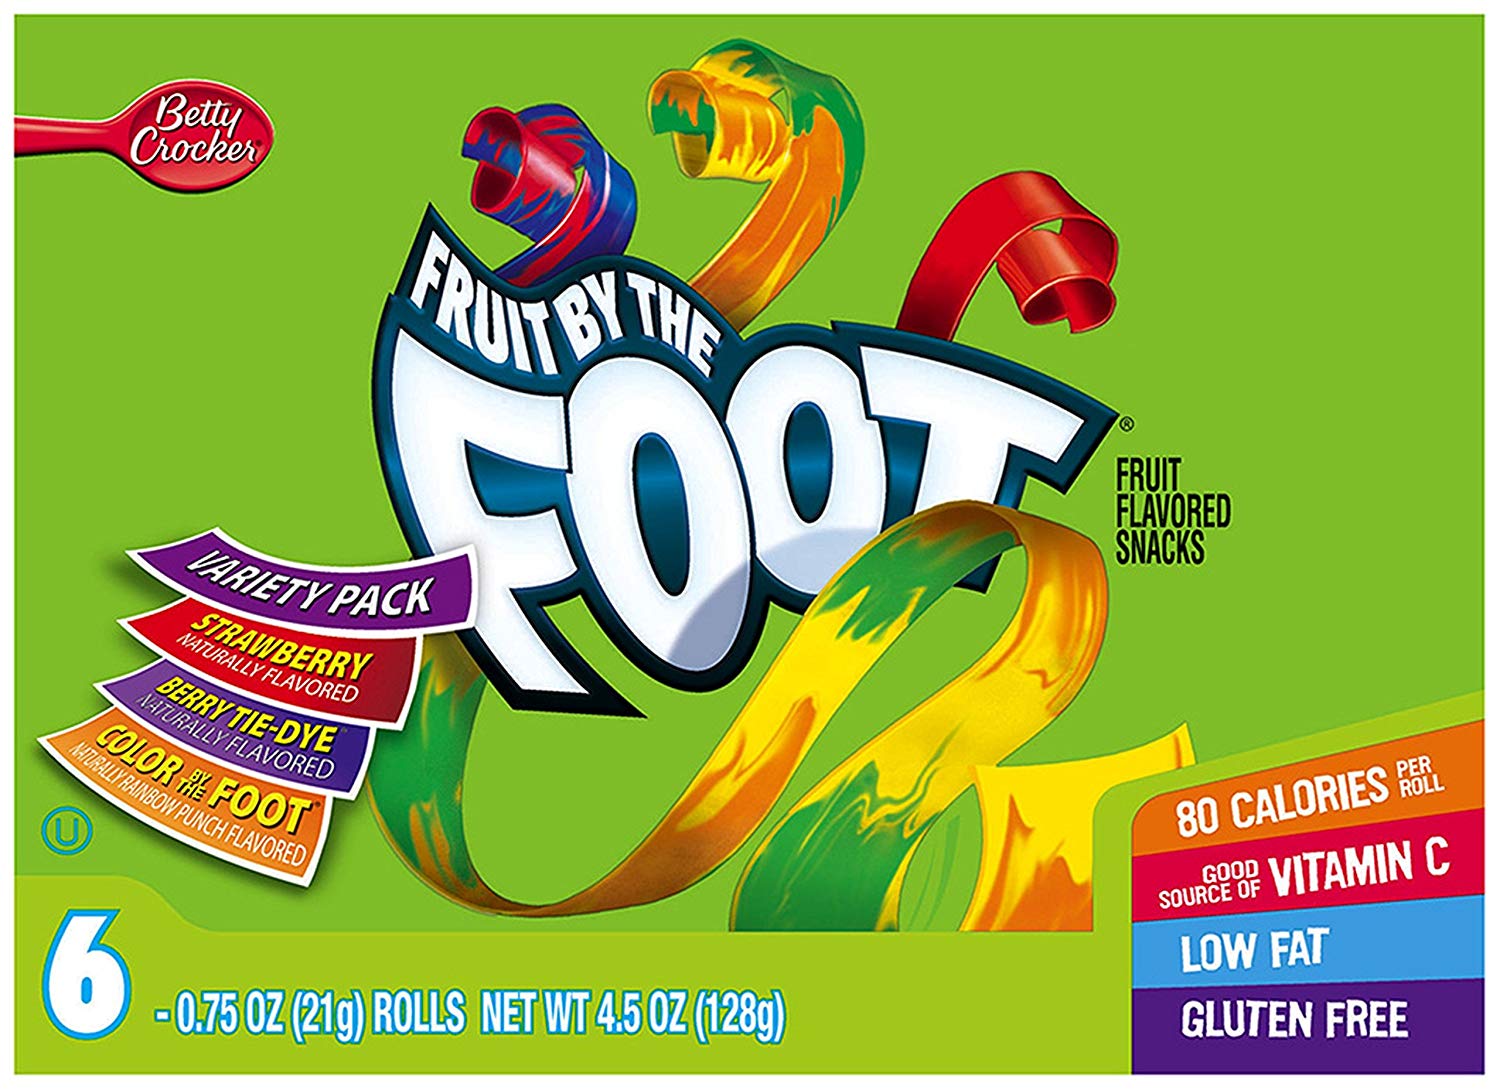 Betty
Crocker®
FRUIT BY THE
FOOT®
FRUIT
FLAVORED
SNACKS
VARIETY PACK
STRAWBERRY
NATURALLY FLAVORED
BERRY TIE-DYE™
NATURALLY FLAVORED
COLOR BY THE FOOT®
NATURALLY RAINBOW PUNCH FLAVORED
U
6 - 0.75 OZ (21g) ROLLS NET WT 4.5 OZ (128g)
80 CALORIES PER ROLL
GOOD SOURCE OF VITAMIN C
LOW FAT
GLUTEN FREE